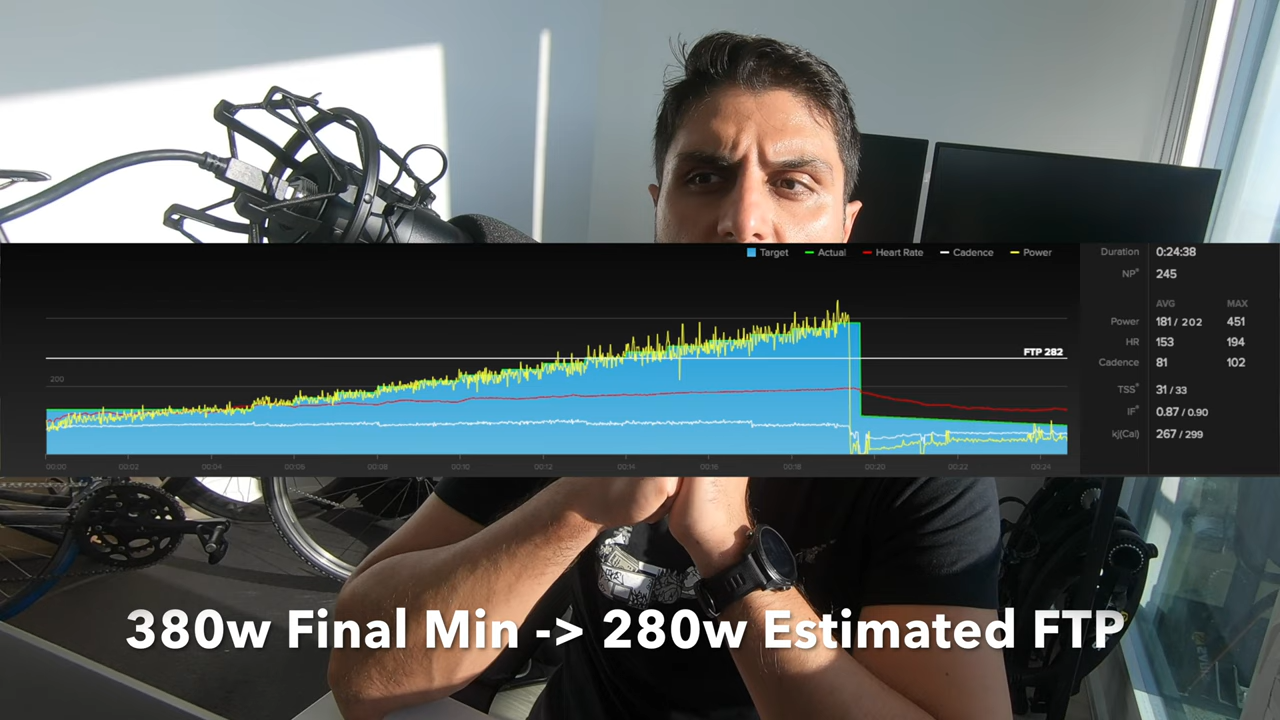 Target Actual Heart Rate Cadence Power
Duration 0:24:38
NP® 245
AVG MAX
Power 181 / 202 451
HR 153 194
Cadence 81 102
TSS® 31 / 33
IF® 0.87 / 0.90
kj(Cal) 267 / 299
FTP 282
200
00:00 00:02 00:04 00:06 00:08 00:10 00:12 00:14 00:16 00:18 00:20 00:22 00:24
380w Final Min -> 280w Estimated FTP